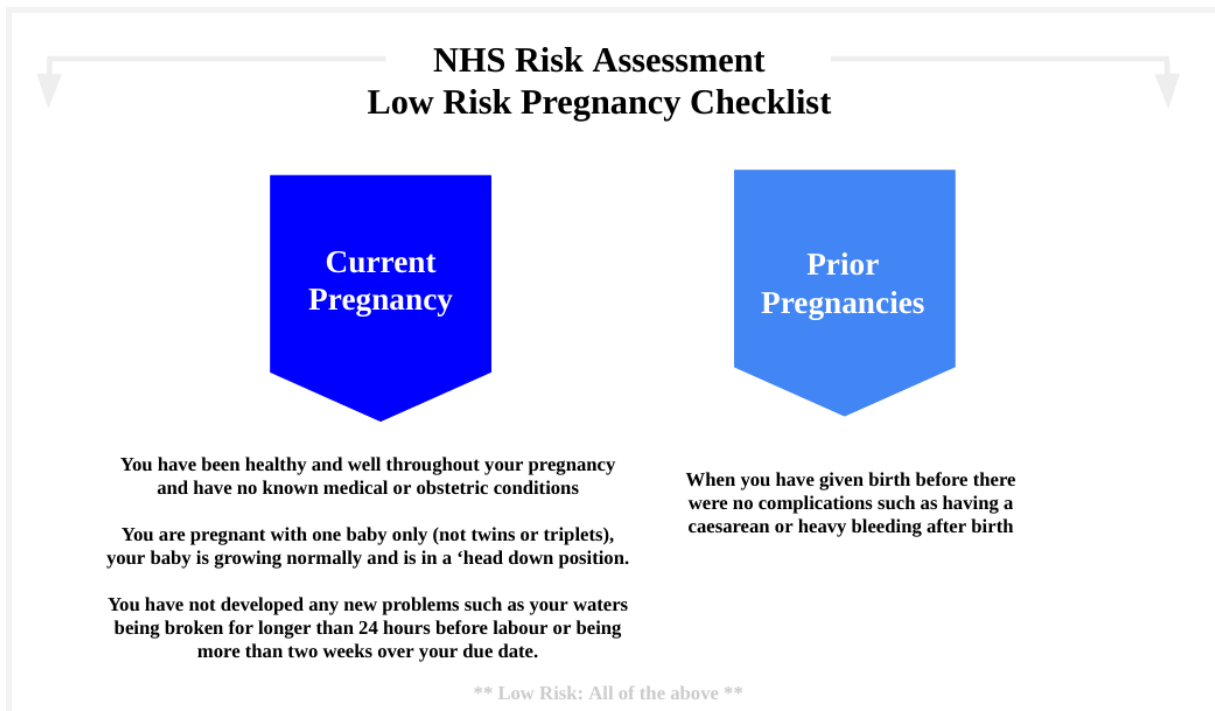 NHS Risk Assessment
Low Risk Pregnancy Checklist
Current
Pregnancy
You have been healthy and well throughout your pregnancy
and have no known medical or obstetric conditions
You are pregnant with one baby only (not twins or triplets),
your baby is growing normally and is in a ‘head down position.
You have not developed any new problems such as your waters
being broken for longer than 24 hours before labour or being
more than two weeks over your due date.
Prior
Pregnancies
When you have given birth before there
were no complications such as having a
caesarean or heavy bleeding after birth
** Low Risk: All of the above **